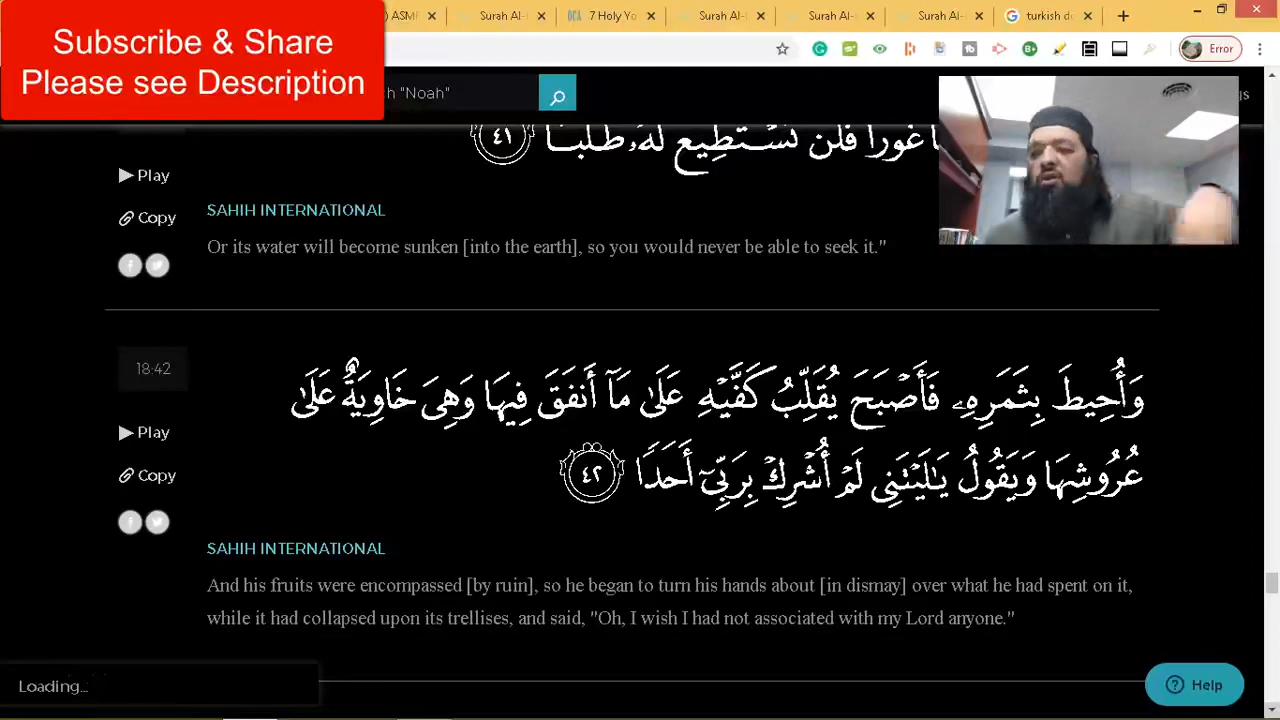 Subscribe & Share
Please see Description
) ASMR
Surah Al-
7 Holy Yo
Surah Al-
Surah Al-
Surah Al-
turkish d
Error
h "Noah"
غَوْرًا فَلَن تَسْتَطِيعَ لَهُۥ طَلَبًا ٤١
Play
Copy
SAHIH INTERNATIONAL
Or its water will become sunken [into the earth], so you would never be able to seek it."
18:42
وَأُحِيطَ بِثَمَرِهِۦ فَأَصْبَحَ يُقَلِّبُ كَفَّيْهِ عَلَىٰ مَآ أَنفَقَ فِيهَا وَهِىَ خَاوِيَةٌ عَلَىٰ
عُرُوشِهَا وَيَقُولُ يَـٰلَيْتَنِى لَمْ أُشْرِكْ بِرَبِّىٓ أَحَدًا ٤٢
Play
Copy
SAHIH INTERNATIONAL
And his fruits were encompassed [by ruin], so he began to turn his hands about [in dismay] over what he had spent on it,
while it had collapsed upon its trellises, and said, "Oh, I wish I had not associated with my Lord anyone."
Loading...
Help